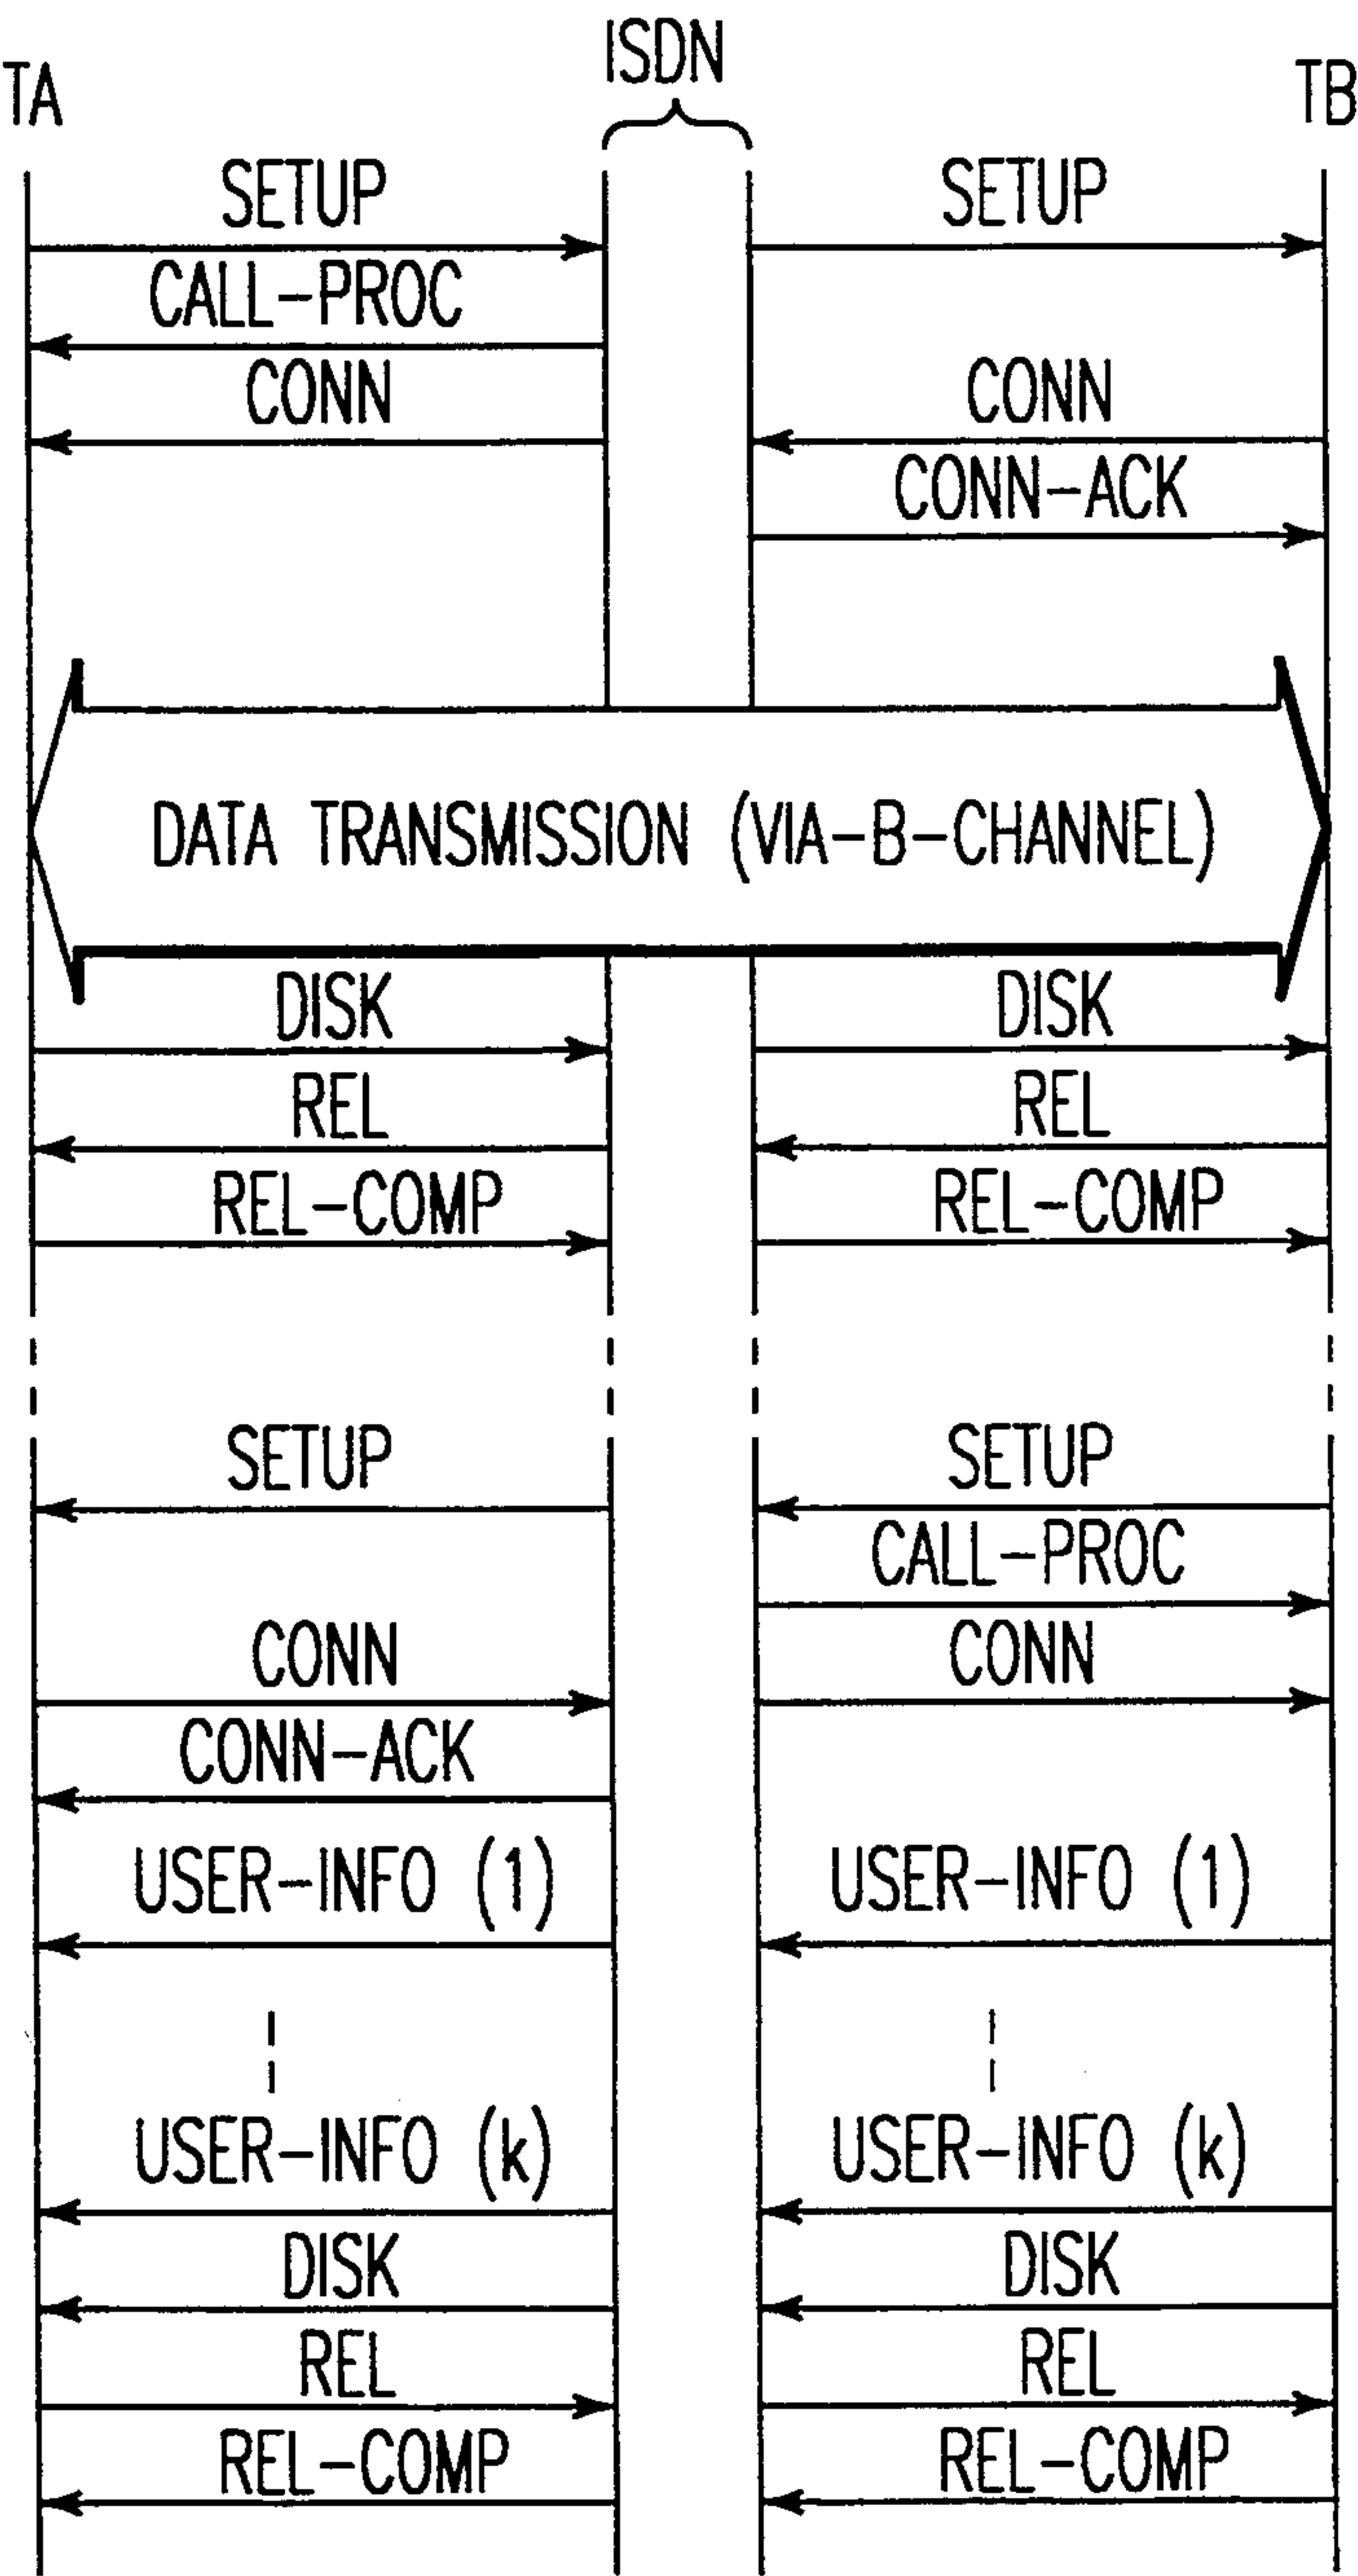 ISDN
TA TB
SETUP SETUP
CALL-PROC
CONN CONN
CONN-ACK
DATA TRANSMISSION (VIA-B-CHANNEL)
DISK DISK
REL REL
REL-COMP REL-COMP
SETUP SETUP
CALL-PROC
CONN CONN
CONN-ACK
USER-INFO (1) USER-INFO (1)
USER-INFO (k) USER-INFO (k)
DISK DISK
REL REL
REL-COMP REL-COMP